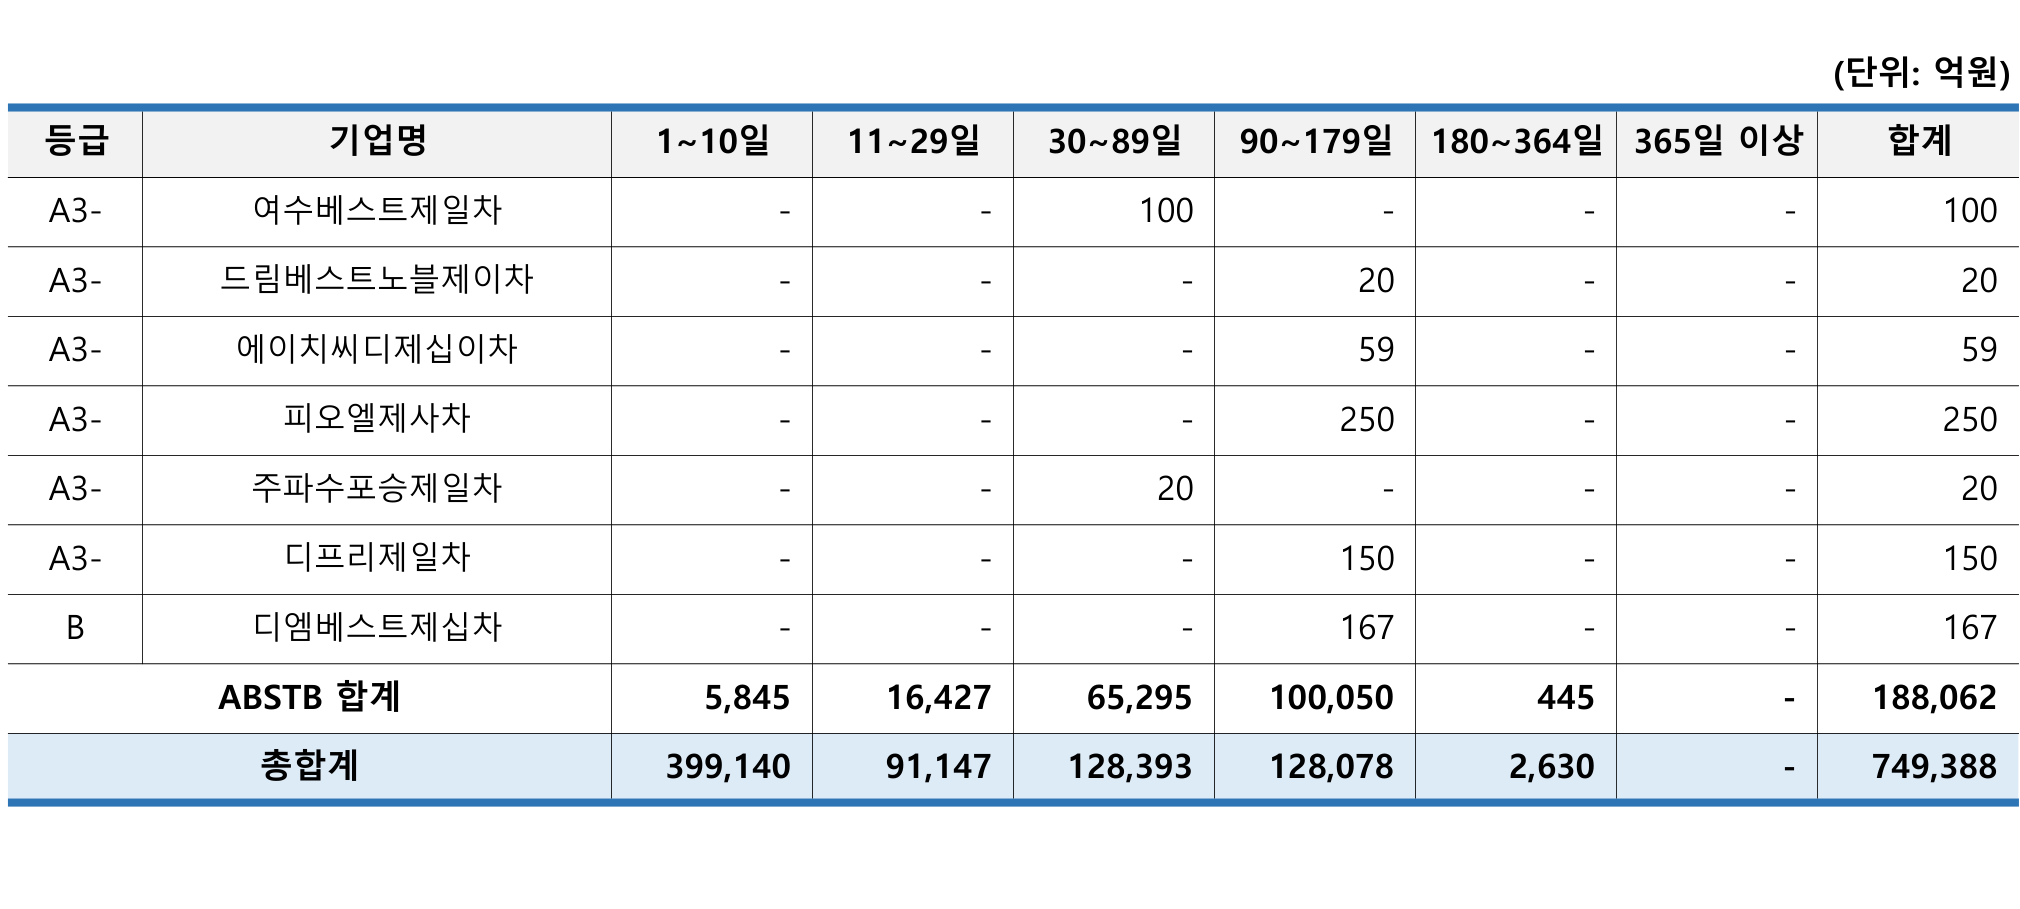 (단위: 억원)
등급 기업명 1~10일 11~29일 30~89일 90~179일 180~364일 365일 이상 합계
A3- 여수베스트제일차 - - 100 - - - 100
A3- 드림베스트노블제이차 - - - 20 - - 20
A3- 에이치씨디제십이차 - - - 59 - - 59
A3- 피오엘제사차 - - - 250 - - 250
A3- 주파수포승제일차 - - 20 - - - 20
A3- 디프리제일차 - - - 150 - - 150
B 디엠베스트제십차 - - - 167 - - 167
ABSTB 합계 5,845 16,427 65,295 100,050 445 - 188,062
총합계 399,140 91,147 128,393 128,078 2,630 - 749,388